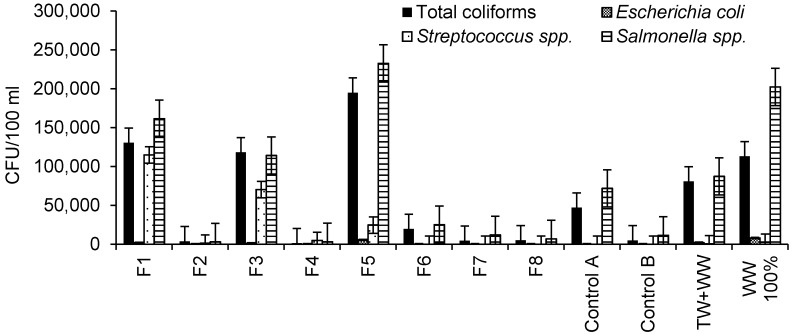 300,000
250,000
200,000
150,000
100,000
50,000
0
CFU/100 ml
Total coliforms
Escherichia coli
Streptococcus spp.
Salmonella spp.
F1
F2
F3
F4
F5
F6
F7
F8
Control A
Control B
TW+WW
WW
100%